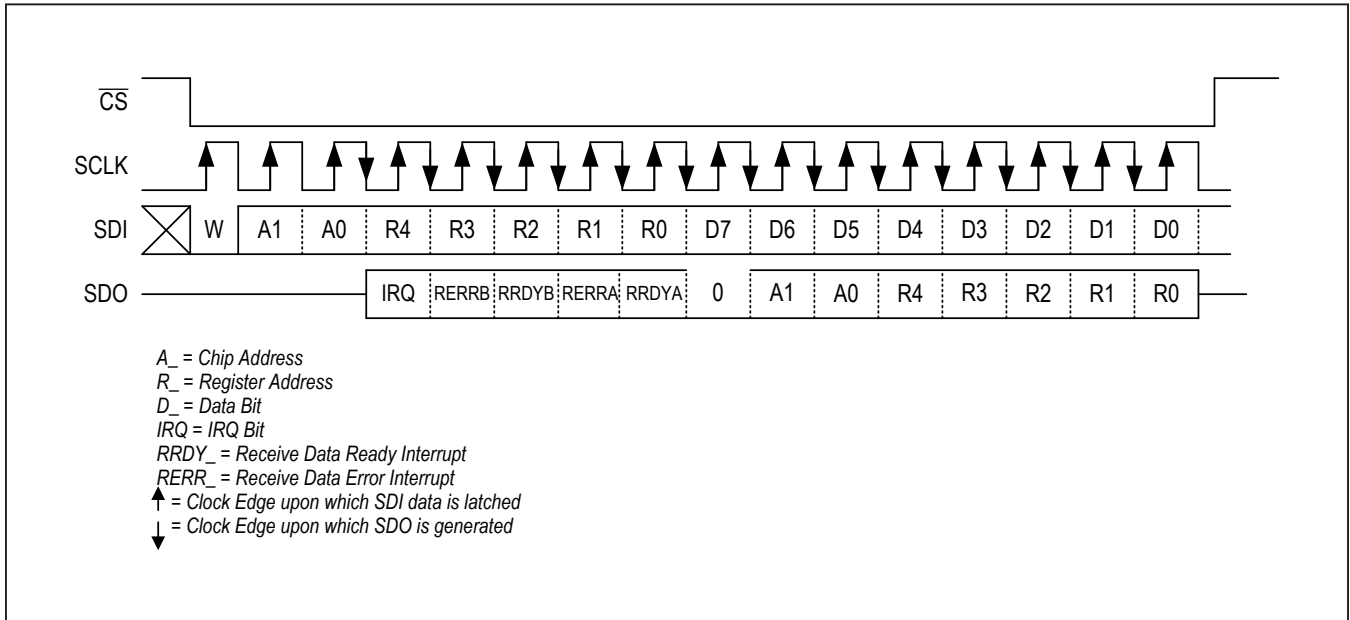 CS
SCLK
SDI W A1 A0 R4 R3 R2 R1 R0 D7 D6 D5 D4 D3 D2 D1 D0
SDO IRQ RERRB RRDYB RERRA RRDYA 0 A1 A0 R4 R3 R2 R1 R0
A_ = Chip Address
R_ = Register Address
D_ = Data Bit
IRQ = IRQ Bit
RRDY_ = Receive Data Ready Interrupt
RERR_ = Receive Data Error Interrupt
= Clock Edge upon which SDI data is latched
= Clock Edge upon which SDO is generated